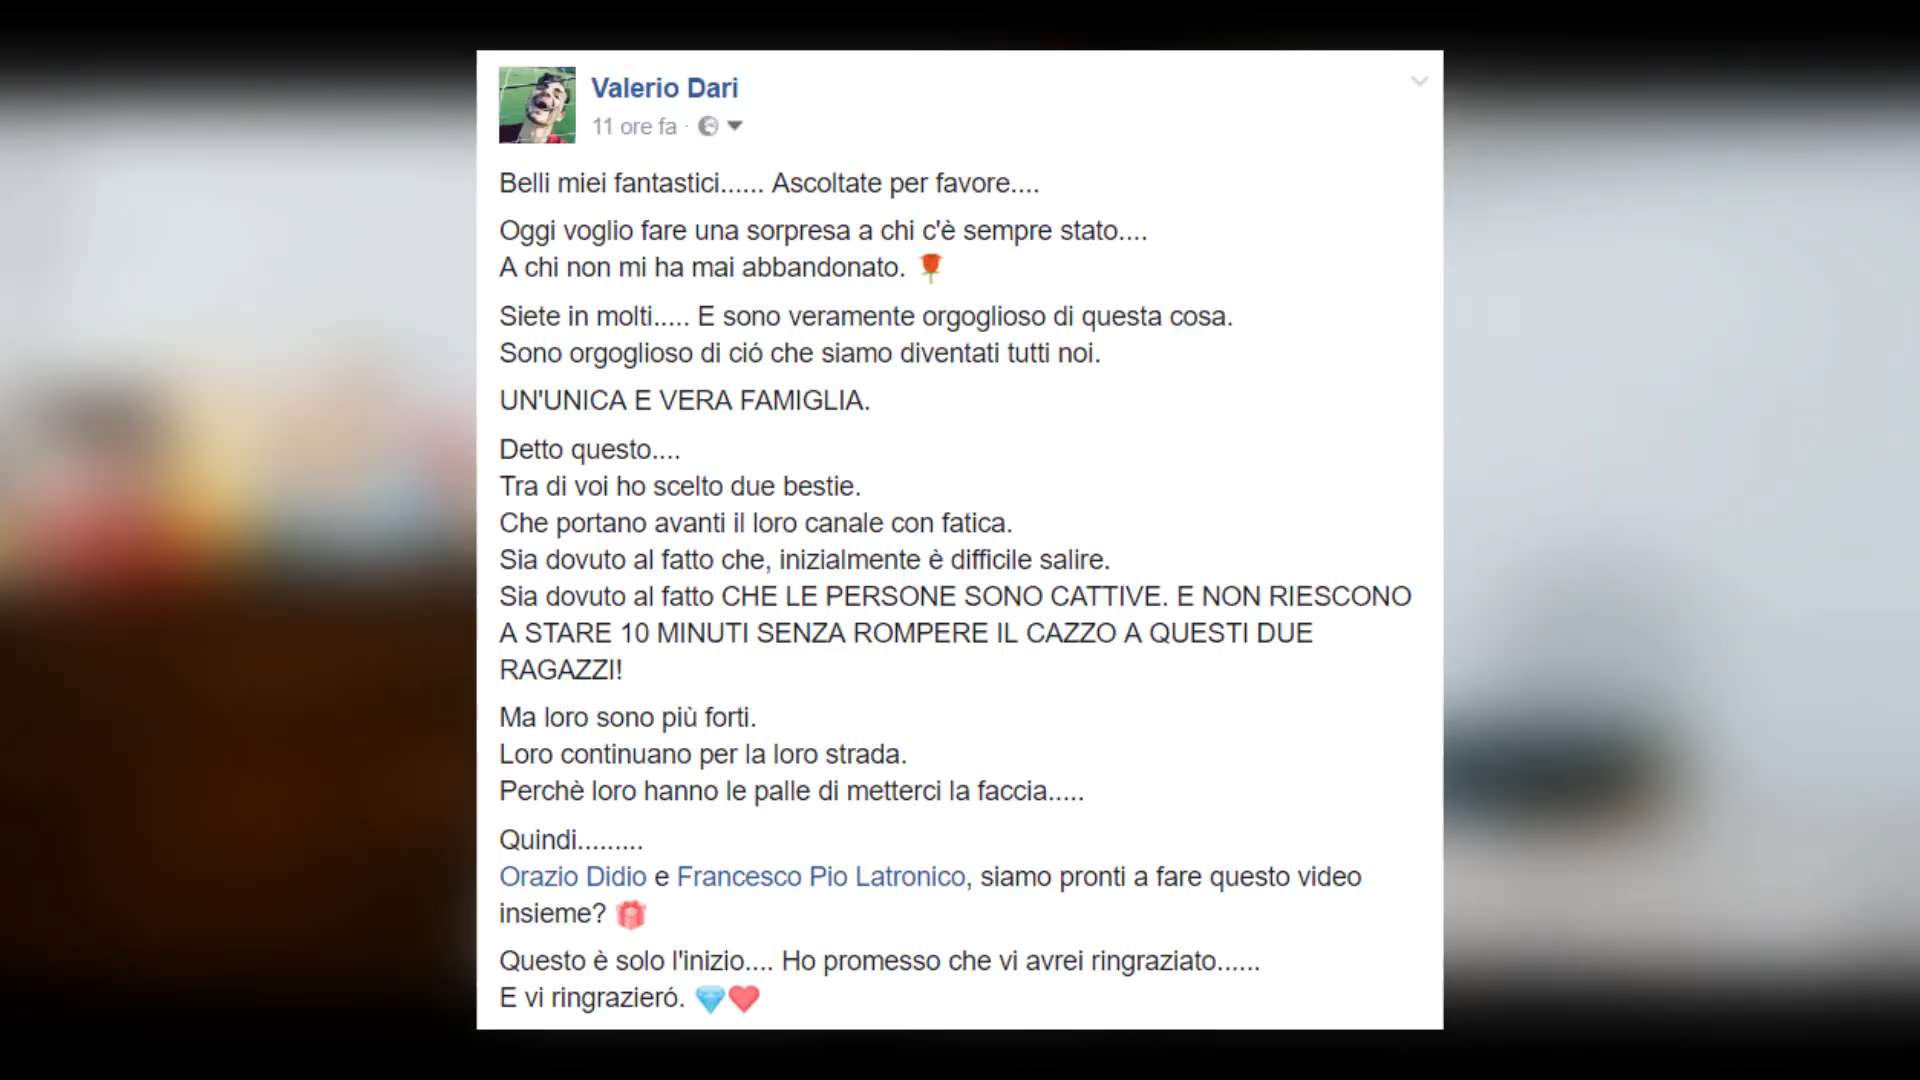 Valerio Dari
11 ore fa ·
Belli miei fantastici...... Ascoltate per favore....
Oggi voglio fare una sorpresa a chi c'è sempre stato....
A chi non mi ha mai abbandonato. 🌹
Siete in molti..... E sono veramente orgoglioso di questa cosa.
Sono orgoglioso di ció che siamo diventati tutti noi.
UN'UNICA E VERA FAMIGLIA.
Detto questo....
Tra di voi ho scelto due bestie.
Che portano avanti il loro canale con fatica.
Sia dovuto al fatto che, inizialmente è difficile salire.
Sia dovuto al fatto CHE LE PERSONE SONO CATTIVE. E NON RIESCONO
A STARE 10 MINUTI SENZA ROMPERE IL CAZZO A QUESTI DUE
RAGAZZI!
Ma loro sono più forti.
Loro continuano per la loro strada.
Perchè loro hanno le palle di metterci la faccia.....
Quindi.........
Orazio Didio e Francesco Pio Latronico, siamo pronti a fare questo video
insieme? 🎁
Questo è solo l'inizio.... Ho promesso che vi avrei ringraziato......
E vi ringrazieró. 💎❤️